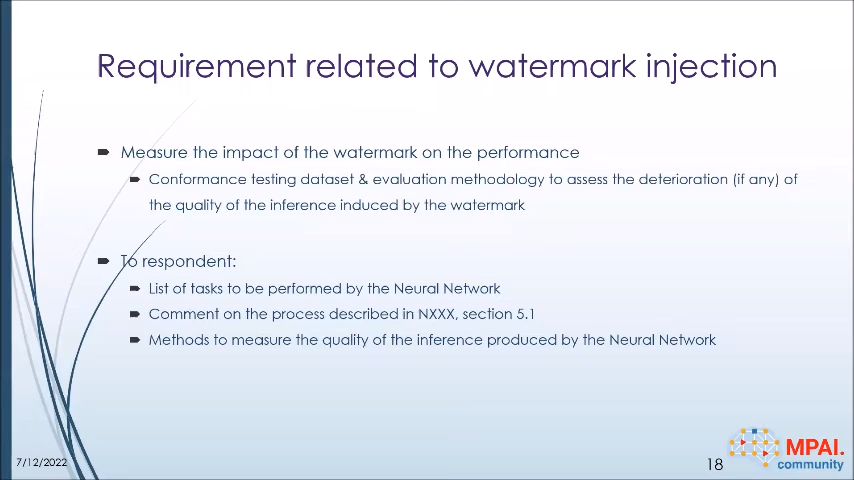 Requirement related to watermark injection
Measure the impact of the watermark on the performance
Conformance testing dataset & evaluation methodology to assess the deterioration (if any) of
the quality of the inference induced by the watermark
To respondent:
List of tasks to be performed by the Neural Network
Comment on the process described in NXXX, section 5.1
Methods to measure the quality of the inference produced by the Neural Network
7/12/2022
18
MPAI.
community